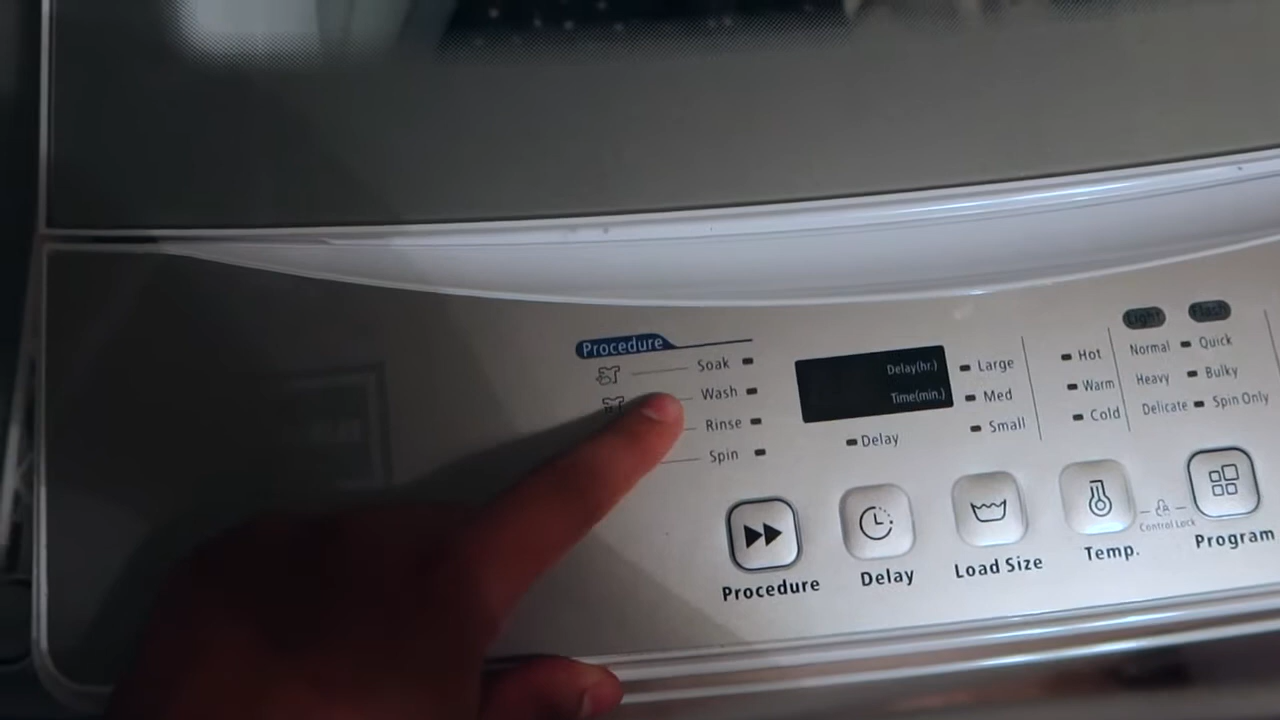 Procedure
Soak
Wash
Rinse
Spin
Delay(hr.)
Time(min.)
Delay
Large
Med
Small
Hot
Warm
Cold
Light Flash
Normal Quick
Heavy Bulky
Delicate Spin Only
Control Lock
Procedure
Delay
Load Size
Temp.
Program